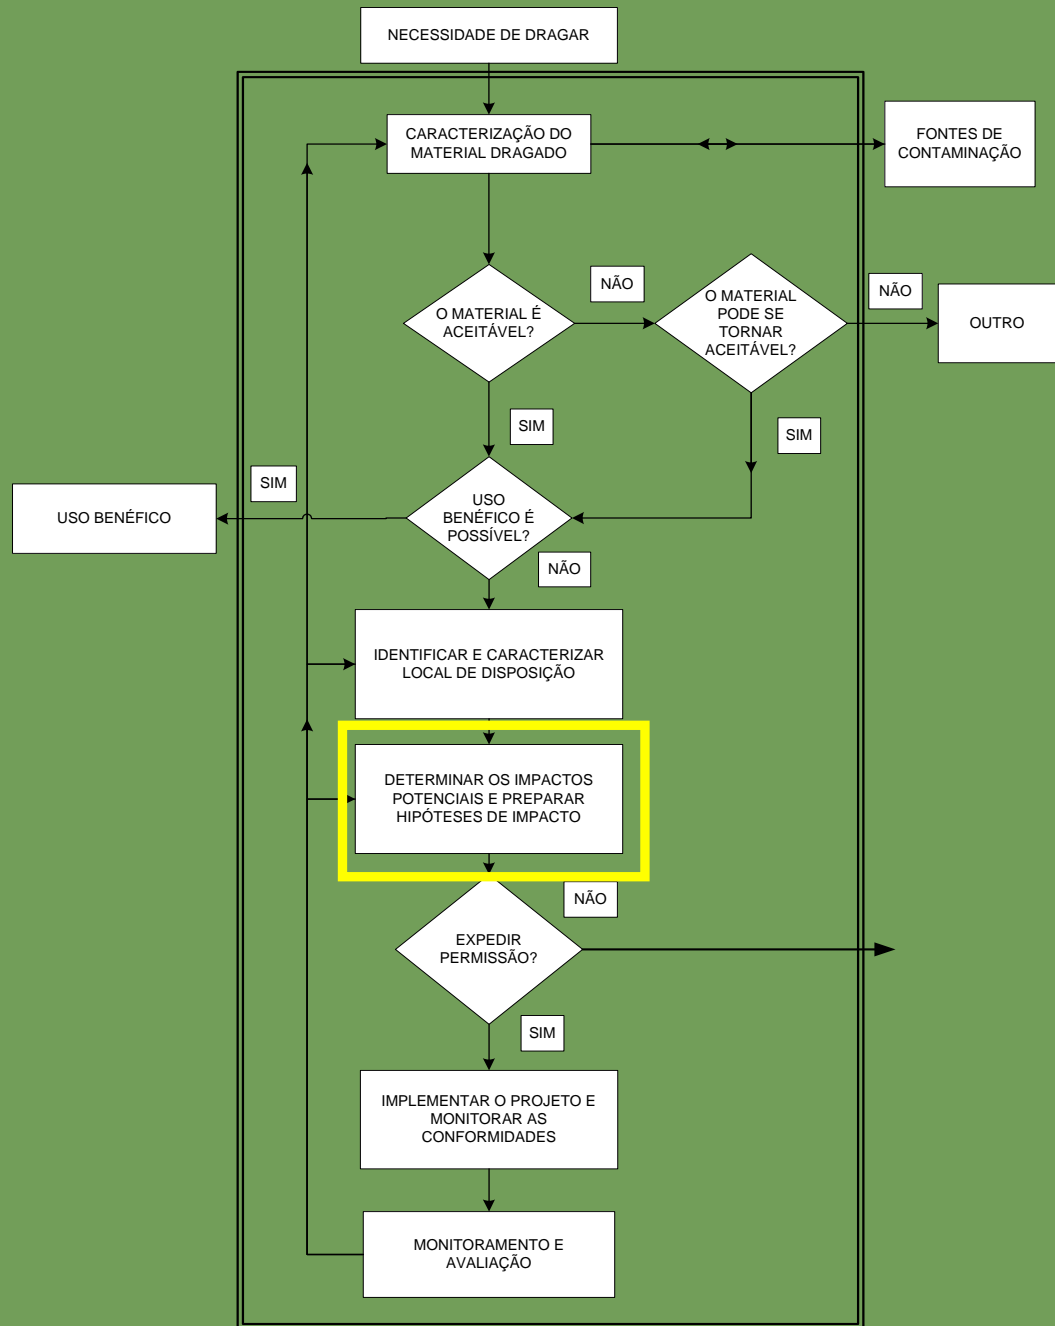 NECESSIDADE DE DRAGAR
CARACTERIZAÇÃO DO
MATERIAL DRAGADO
FONTES DE
CONTAMINAÇÃO
O MATERIAL É
ACEITÁVEL?
NÃO
O MATERIAL
PODE SE
TORNAR
ACEITÁVEL?
NÃO
OUTRO
SIM
SIM
USO BENÉFICO
SIM
USO
BENÉFICO É
POSSÍVEL?
NÃO
IDENTIFICAR E CARACTERIZAR
LOCAL DE DISPOSIÇÃO
DETERMINAR OS IMPACTOS
POTENCIAIS E PREPARAR
HIPÓTESES DE IMPACTO
NÃO
EXPEDIR
PERMISSÃO?
SIM
IMPLEMENTAR O PROJETO E
MONITORAR AS
CONFORMIDADES
MONITORAMENTO E
AVALIAÇÃO